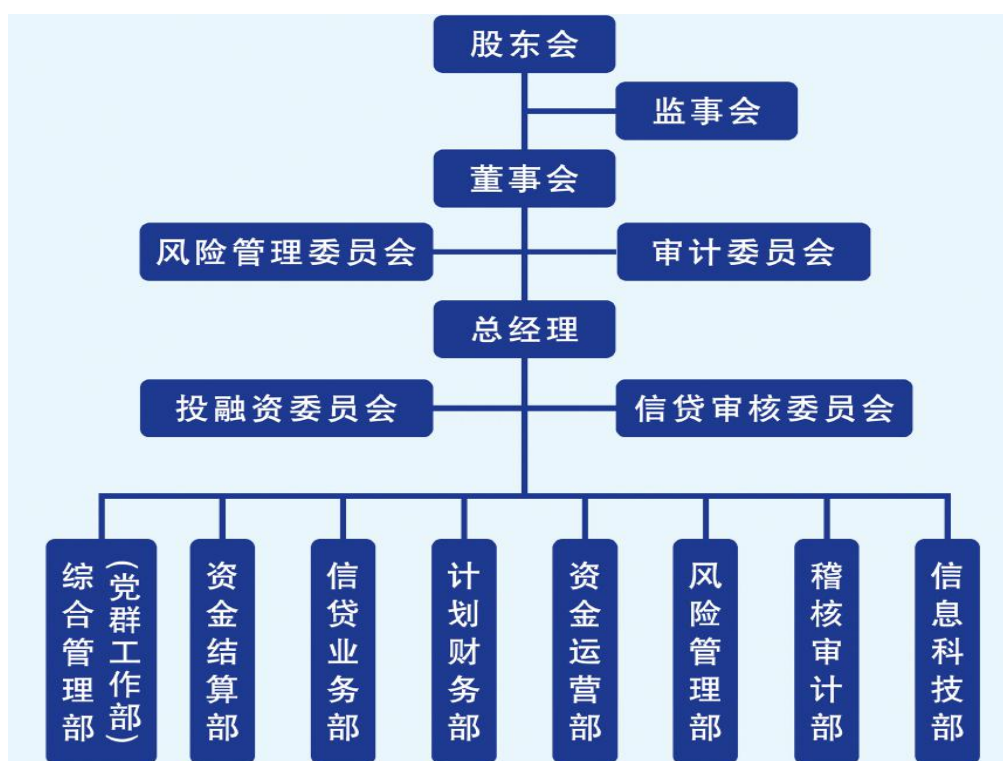 股东会
监事会
董事会
风险管理委员会
审计委员会
总经理
投融资委员会
信贷审核委员会
综合管理部
(党群工作部)
资金结算部
信贷业务部
计划财务部
资金运营部
风险管理部
稽核审计部
信息科技部